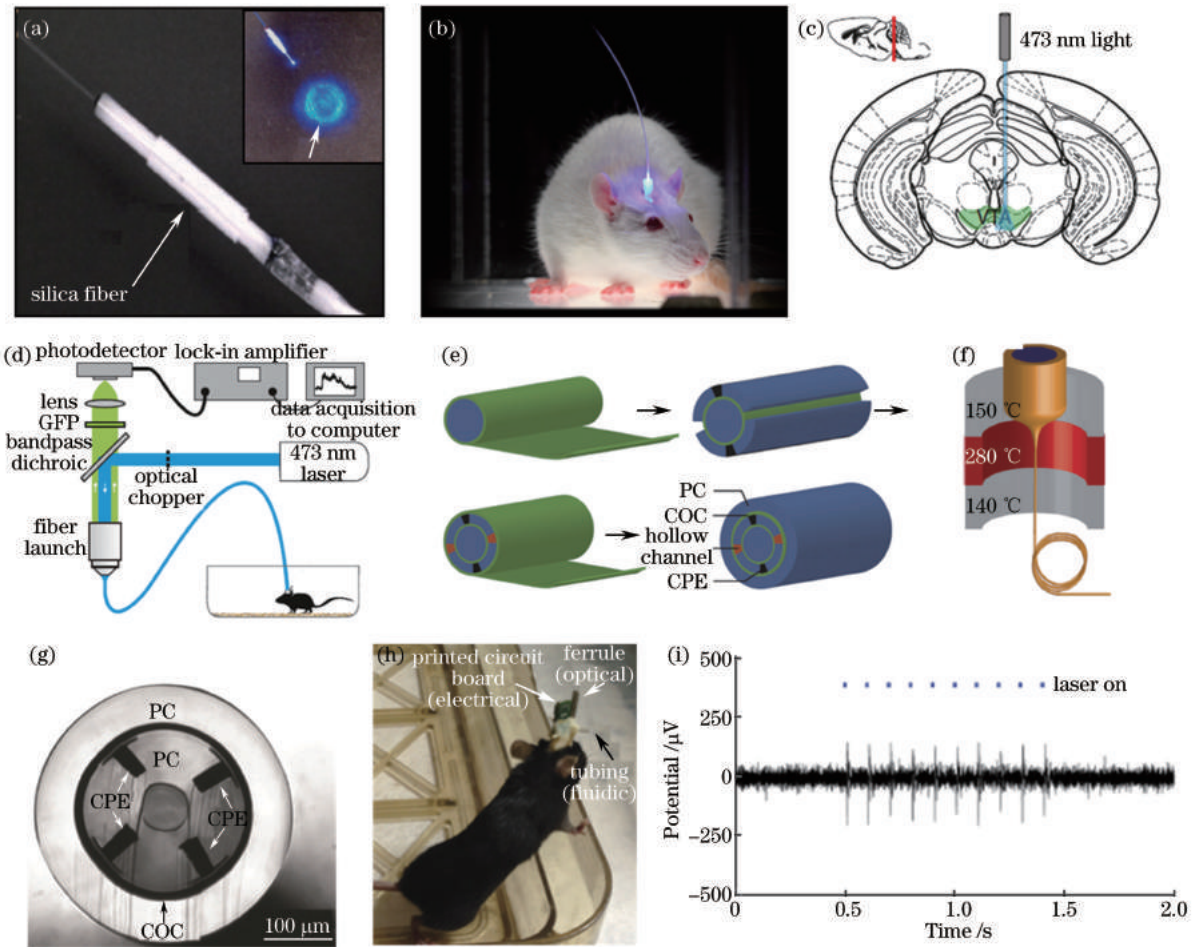 (a)
silica fiber
(b)
(c)
473 nm light
VTA
(d)
photodetector
lock-in amplifier
lens
GFP
bandpass
dichroic
data acquisition
to computer
473 nm
laser
optical
chopper
fiber
launch
(e)
PC
COC
hollow
channel
CPE
(f)
150 ℃
280 ℃
140 ℃
(g)
PC
PC
CPE
CPE
COC
100 μm
(h)
printed circuit
board
(electrical)
ferrule
(optical)
tubing
(finidic)
(i)
500
250
0
−250
−500
Potential /μV
laser on
0
0.5
1.0
1.5
2.0
Time /s